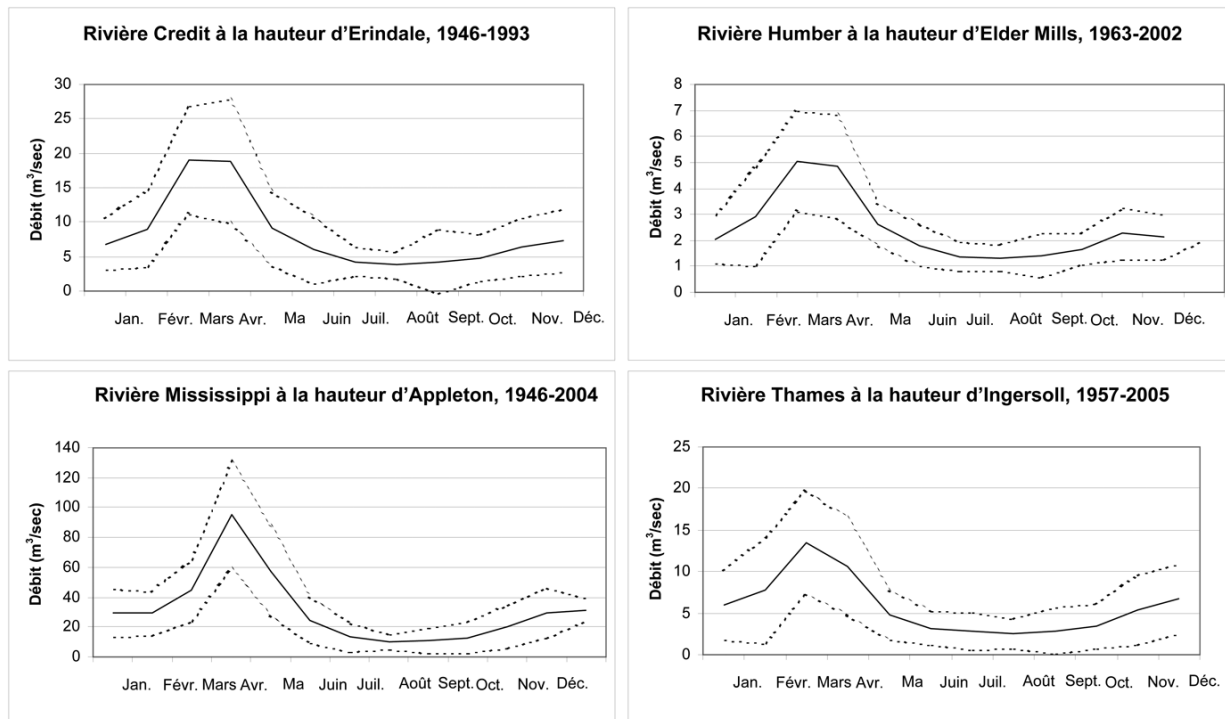 Rivière Credit à la hauteur d'Erindale, 1946-1993
30
25
20
15
10
5
0
Débit (m³/sec)
Jan. Févr. Mars Avr. Ma Juin Juil. Août Sept. Oct. Nov. Déc.
Rivière Humber à la hauteur d'Elder Mills, 1963-2002
8
7
6
5
4
3
2
1
0
Débit (m³/sec)
Jan. Févr. Mars Avr. Ma Juin Juil. Août Sept. Oct. Nov. Déc.
Rivière Mississippi à la hauteur d'Appleton, 1946-2004
140
120
100
80
60
40
20
0
Débit (m³/sec)
Jan. Févr. Mars Avr. Ma Juin Juil. Août Sept. Oct. Nov. Déc.
Rivière Thames à la hauteur d'Ingersoll, 1957-2005
25
20
15
10
5
0
Débit (m³/sec)
Jan. Févr. Mars Avr. Ma Juin Juil. Août Sept. Oct. Nov. Déc.